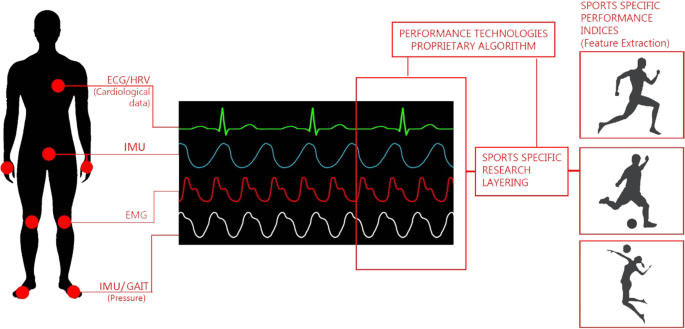 ECG/HRV
(Cardiological
data)
IMU
EMG
IMU/GAIT
(Pressure)
PERFORMANCE TECHNOLOGIES
PROPRIETARY ALGORITHM
SPORTS SPECIFIC
RESEARCH
LAYERING
SPORTS SPECIFIC
PERFORMANCE
INDICES
(Feature Extraction)